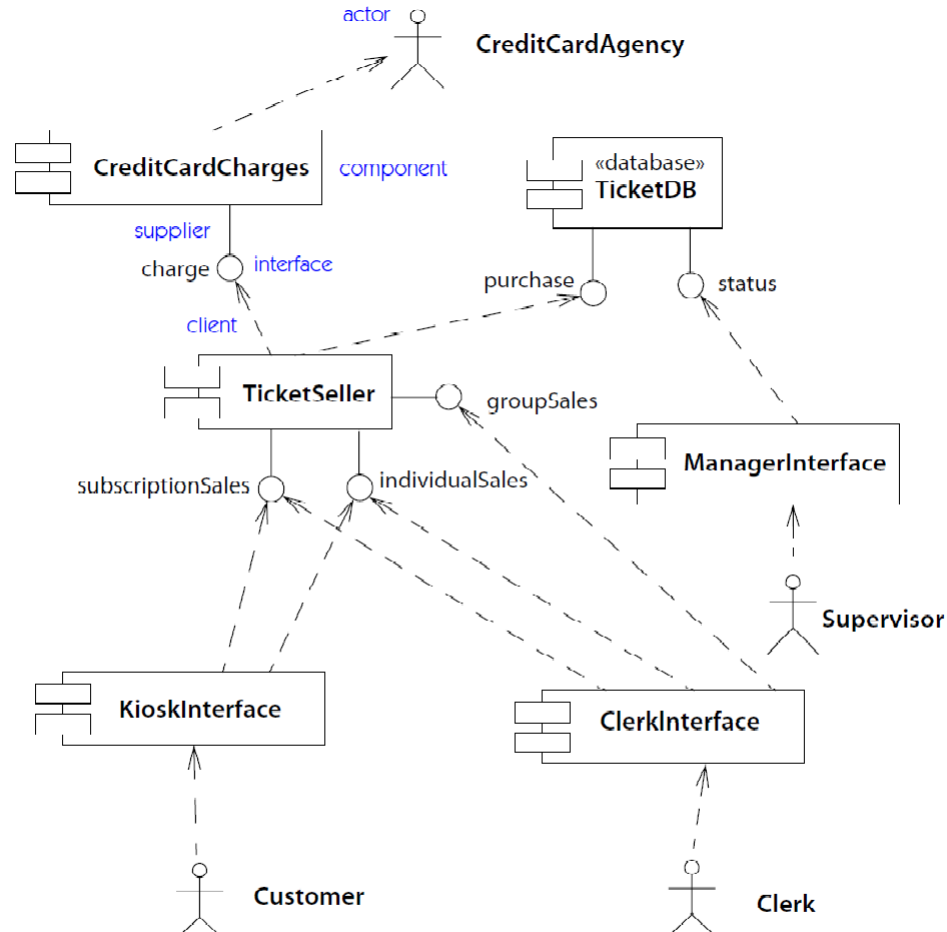 actor
CreditCardAgency
CreditCardCharges
component
«database»
TicketDB
supplier
charge
interface
purchase
status
client
TicketSeller
groupSales
subscriptionSales
individualSales
ManagerInterface
Supervisor
KioskInterface
ClerkInterface
Customer
Clerk